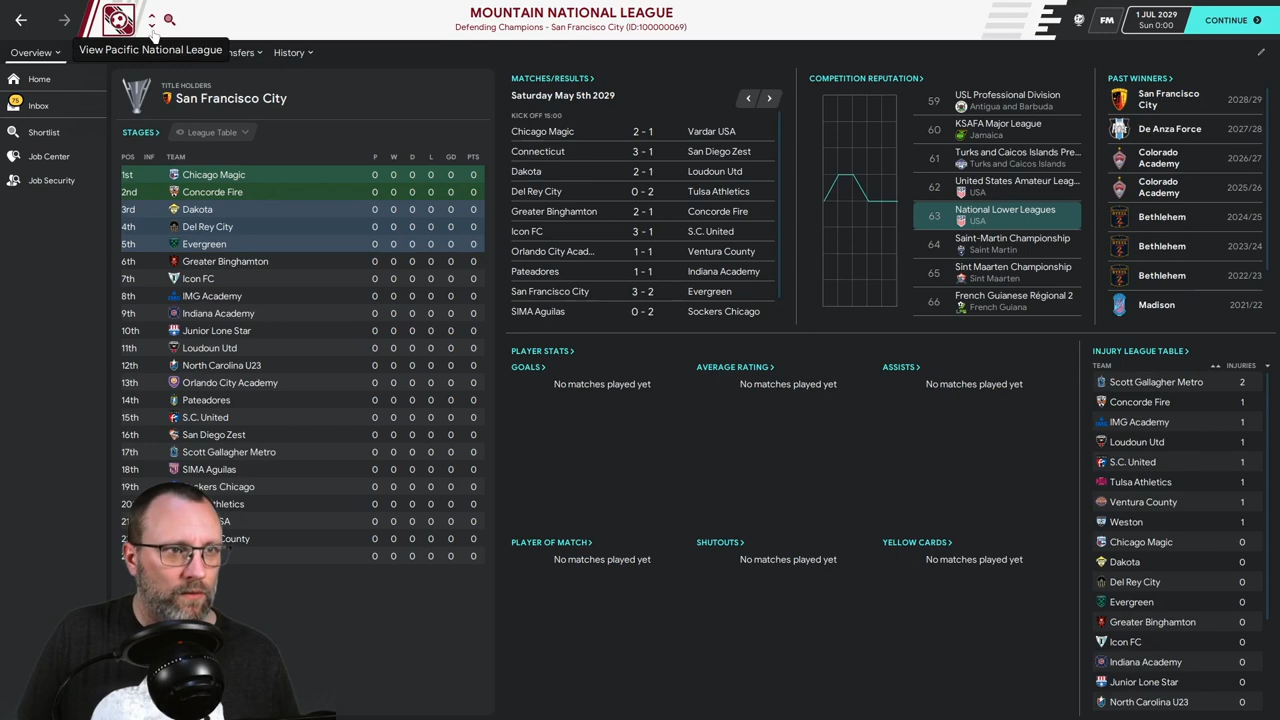 MOUNTAIN NATIONAL LEAGUE
Defending Champions - San Francisco City (ID:100000069)
FM
1 JUL 2029
Sun 0:00
CONTINUE
View Pacific National League
Overview
History
Home
75
Inbox
Shortlist
Job Center
Job Security
TITLE HOLDERS
San Francisco City
STAGES
League Table
POS INF TEAM P W D L GD PTS
1st Chicago Magic 0 0 0 0 0 0
2nd Concorde Fire 0 0 0 0 0 0
3rd Dakota 0 0 0 0 0 0
4th Del Rey City 0 0 0 0 0 0
5th Evergreen 0 0 0 0 0 0
6th Greater Binghamton 0 0 0 0 0 0
7th Icon FC 0 0 0 0 0 0
8th IMG Academy 0 0 0 0 0 0
9th Indiana Academy 0 0 0 0 0 0
10th Junior Lone Star 0 0 0 0 0 0
11th Loudoun Utd 0 0 0 0 0 0
12th North Carolina U23 0 0 0 0 0 0
13th Orlando City Academy 0 0 0 0 0 0
14th Pateadores 0 0 0 0 0 0
15th S.C. United 0 0 0 0 0 0
16th San Diego Zest 0 0 0 0 0 0
17th Scott Gallagher Metro 0 0 0 0 0 0
18th SIMA Aguilas 0 0 0 0 0 0
19th Chicago 0 0 0 0 0 0
0 0 0 0 0 0
0 0 0 0 0 0
County 0 0 0 0 0 0
0 0 0 0 0 0
MATCHES/RESULTS
Saturday May 5th 2029
KICK OFF 15:00
Chicago Magic 2 - 1 Vardar USA
Connecticut 3 - 1 San Diego Zest
Dakota 2 - 1 Loudoun Utd
Del Rey City 0 - 2 Tulsa Athletics
Greater Binghamton 2 - 1 Concorde Fire
Icon FC 3 - 1 S.C. United
Orlando City Acad... 1 - 1 Ventura County
Pateadores 1 - 1 Indiana Academy
San Francisco City 3 - 2 Evergreen
SIMA Aguilas 0 - 2 Sockers Chicago
COMPETITION REPUTATION
59 USL Professional Division
Antigua and Barbuda
60 KSAFA Major League
Jamaica
61 Turks and Caicos Islands Pre...
Turks and Caicos Islands
62 United States Amateur Leag...
USA
63 National Lower Leagues
USA
64 Saint-Martin Championship
Saint Martin
65 Sint Maarten Championship
Sint Maarten
66 French Guianese Régional 2
French Guiana
PAST WINNERS
San Francisco City 2028/29
De Anza Force 2027/28
Colorado Academy 2026/27
Colorado Academy 2025/26
Bethlehem 2024/25
Bethlehem 2023/24
Bethlehem 2022/23
Madison 2021/22
PLAYER STATS
GOALS
No matches played yet
AVERAGE RATING
No matches played yet
ASSISTS
No matches played yet
PLAYER OF MATCH
No matches played yet
SHUTOUTS
No matches played yet
YELLOW CARDS
No matches played yet
INJURY LEAGUE TABLE
TEAM INJURIES
Scott Gallagher Metro 2
Concorde Fire 1
IMG Academy 1
Loudoun Utd 1
S.C. United 1
Tulsa Athletics 1
Ventura County 1
Weston 1
Chicago Magic 0
Dakota 0
Del Rey City 0
Evergreen 0
Greater Binghamton 0
Icon FC 0
Indiana Academy 0
Junior Lone Star 0
North Carolina U23 0